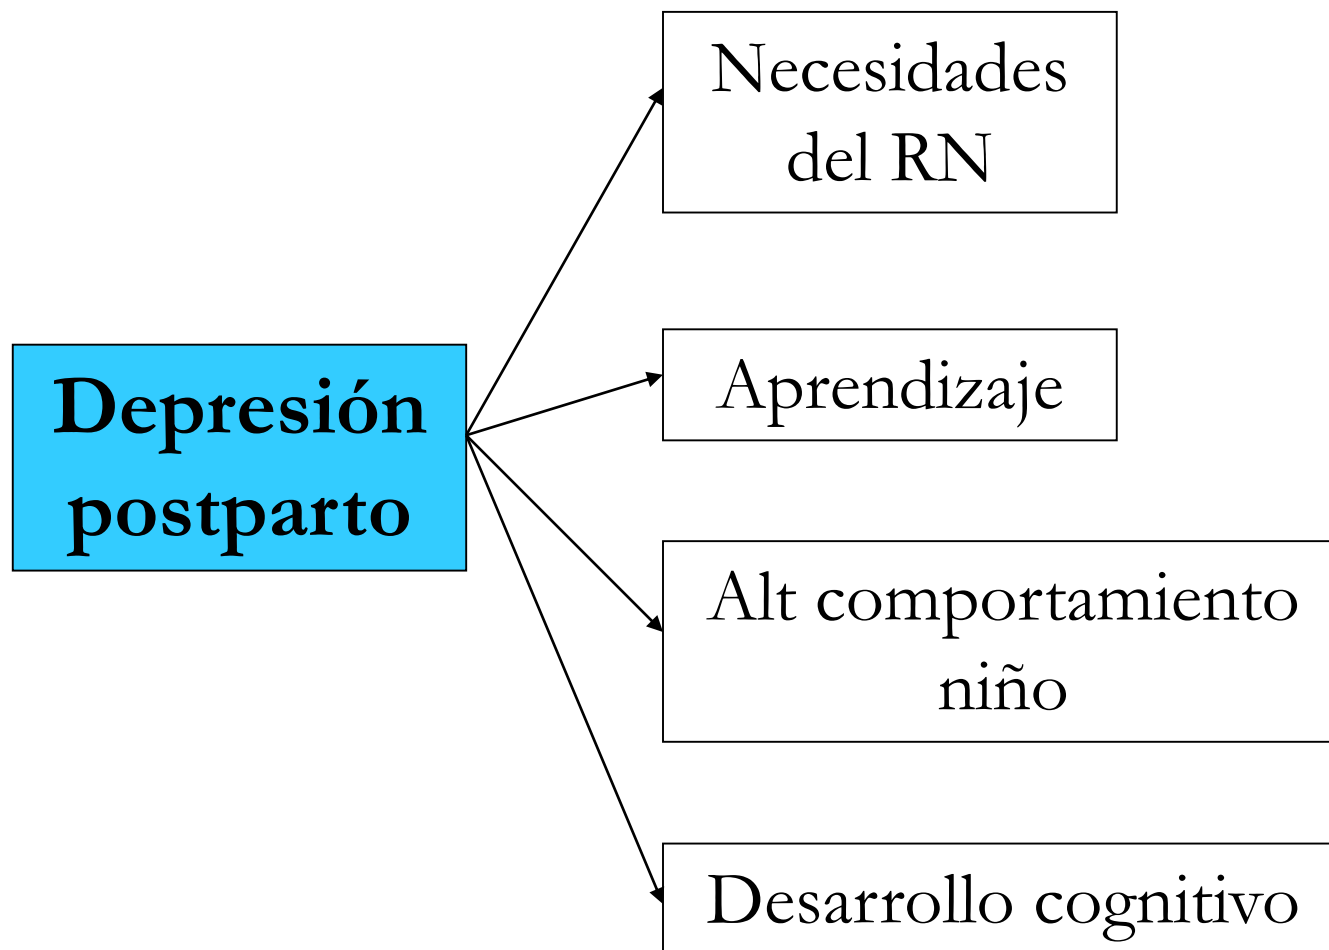 Necesidades
del RN
Depresión
postparto
Aprendizaje
Alt comportamiento
niño
Desarrollo cognitivo